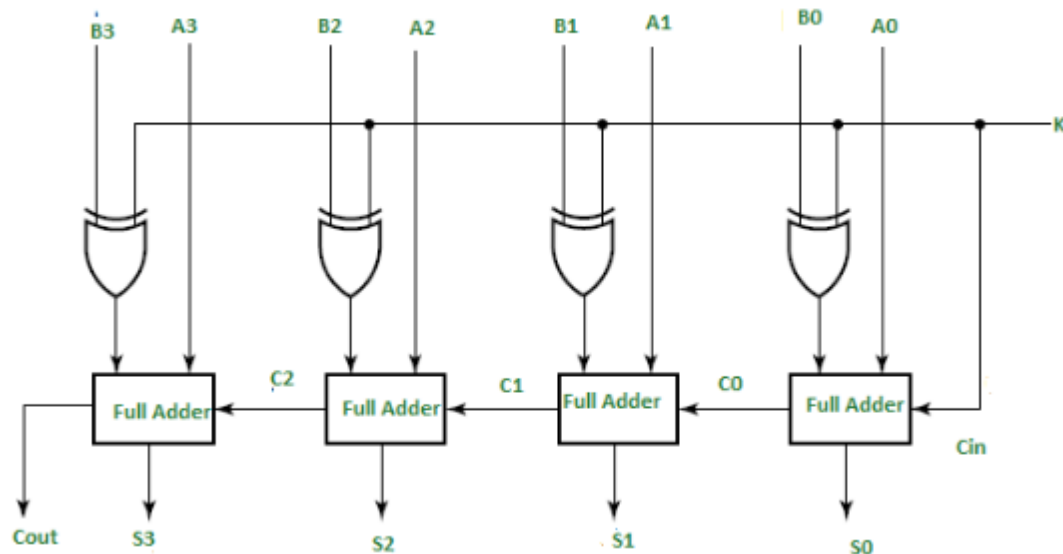 B3 A3 B2 A2 B1 A1 B0 A0
K
C2 C1 C0
Full Adder Full Adder Full Adder Full Adder
Cin
Cout S3 S2 S1 S0